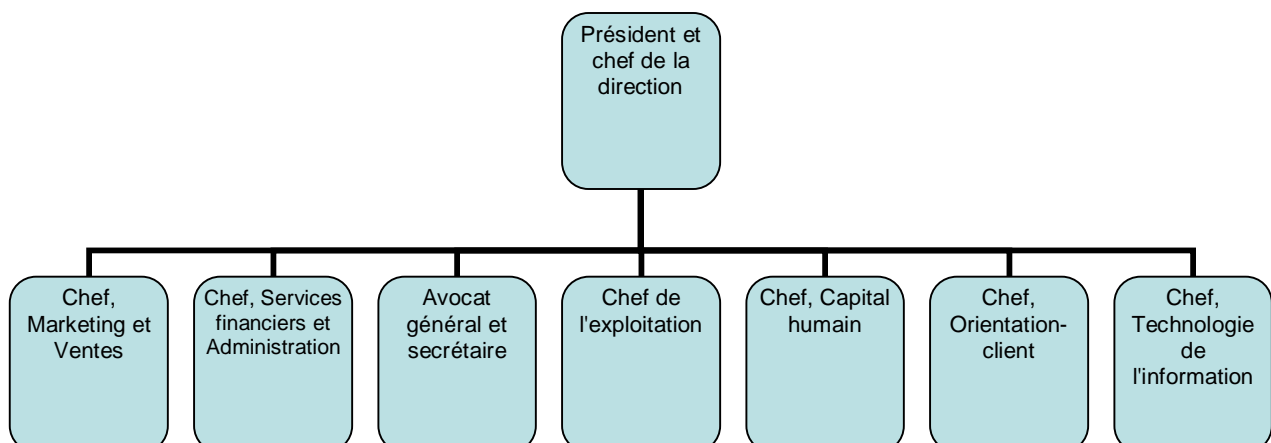 Président et
chef de la
direction
Chef,
Marketing et
Ventes
Chef, Services
financiers et
Administration
Avocat
général et
secrétaire
Chef de
l'exploitation
Chef, Capital
humain
Chef,
Orientation-
client
Chef,
Technologie
de
l'information